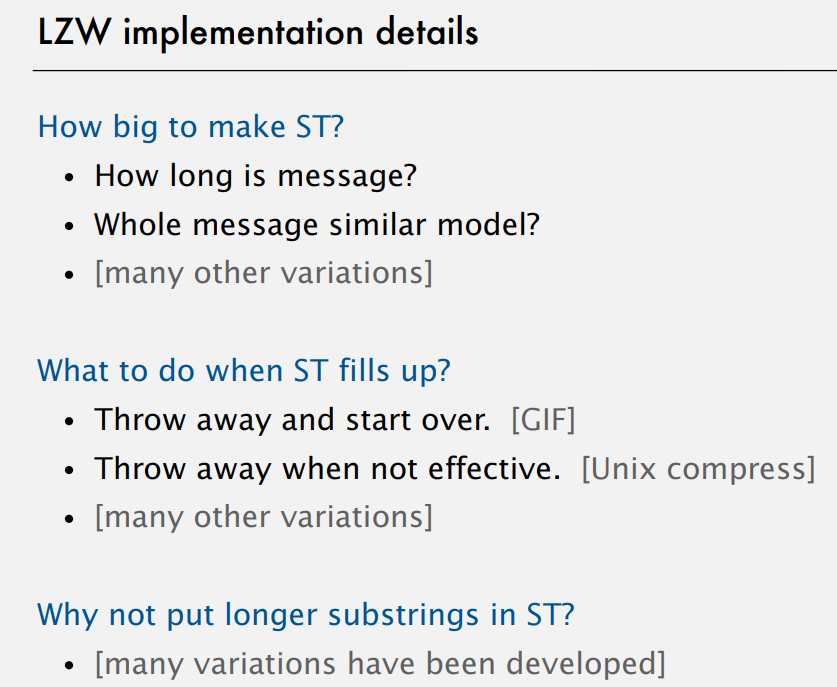 LZW implementation details
How big to make ST?
• How long is message?
• Whole message similar model?
• [many other variations]
What to do when ST fills up?
• Throw away and start over. [GIF]
• Throw away when not effective. [Unix compress]
• [many other variations]
Why not put longer substrings in ST?
• [many variations have been developed]